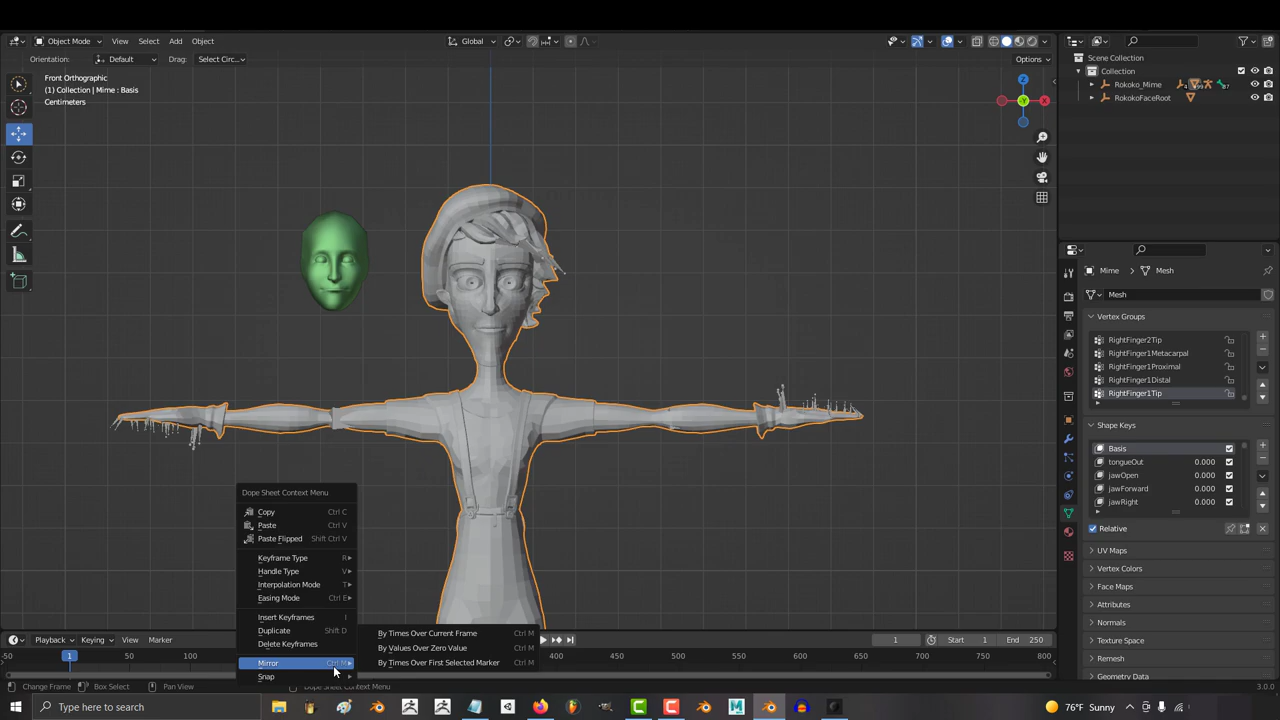 Object Mode
View
Select
Add
Object
Global
Orientation:
Default
Drag:
Select Circ...
Options
Front Orthographic
(1) Collection | Mime : Basis
Centimeters
Z
Y
X
Scene Collection
Collection
Rokoko_Mime
RokokoFaceRoot
Mime
Mesh
Mesh
Vertex Groups
RightFinger2Tip
RightFinger1Metacarpal
RightFinger1Proximal
RightFinger1Distal
RightFinger1Tip
Shape Keys
Basis
tongueOut 0.000
jawOpen 0.000
jawForward 0.000
jawRight 0.000
Relative
UV Maps
Vertex Colors
Face Maps
Attributes
Normals
Texture Space
Remesh
Geometry Data
Dope Sheet Context Menu
Copy Ctrl C
Paste Ctrl V
Paste Flipped Shift Ctrl V
Keyframe Type R
Handle Type V
Interpolation Mode T
Easing Mode Ctrl E
Insert Keyframes I
Duplicate Shift D
Delete Keyframes
Mirror Ctrl M
Snap
By Times Over Current Frame Ctrl M
By Values Over Zero Value Ctrl M
By Times Over First Selected Marker Ctrl M
Playback
Keying
View
Marker
1
Start 1
End 250
-50 1 50 100 400 450 500 550 600 650 700 750 800
Change Frame
Box Select
Pan View
Dope Sheet Context Menu
3.0.0
Type here to search
76°F Sunny